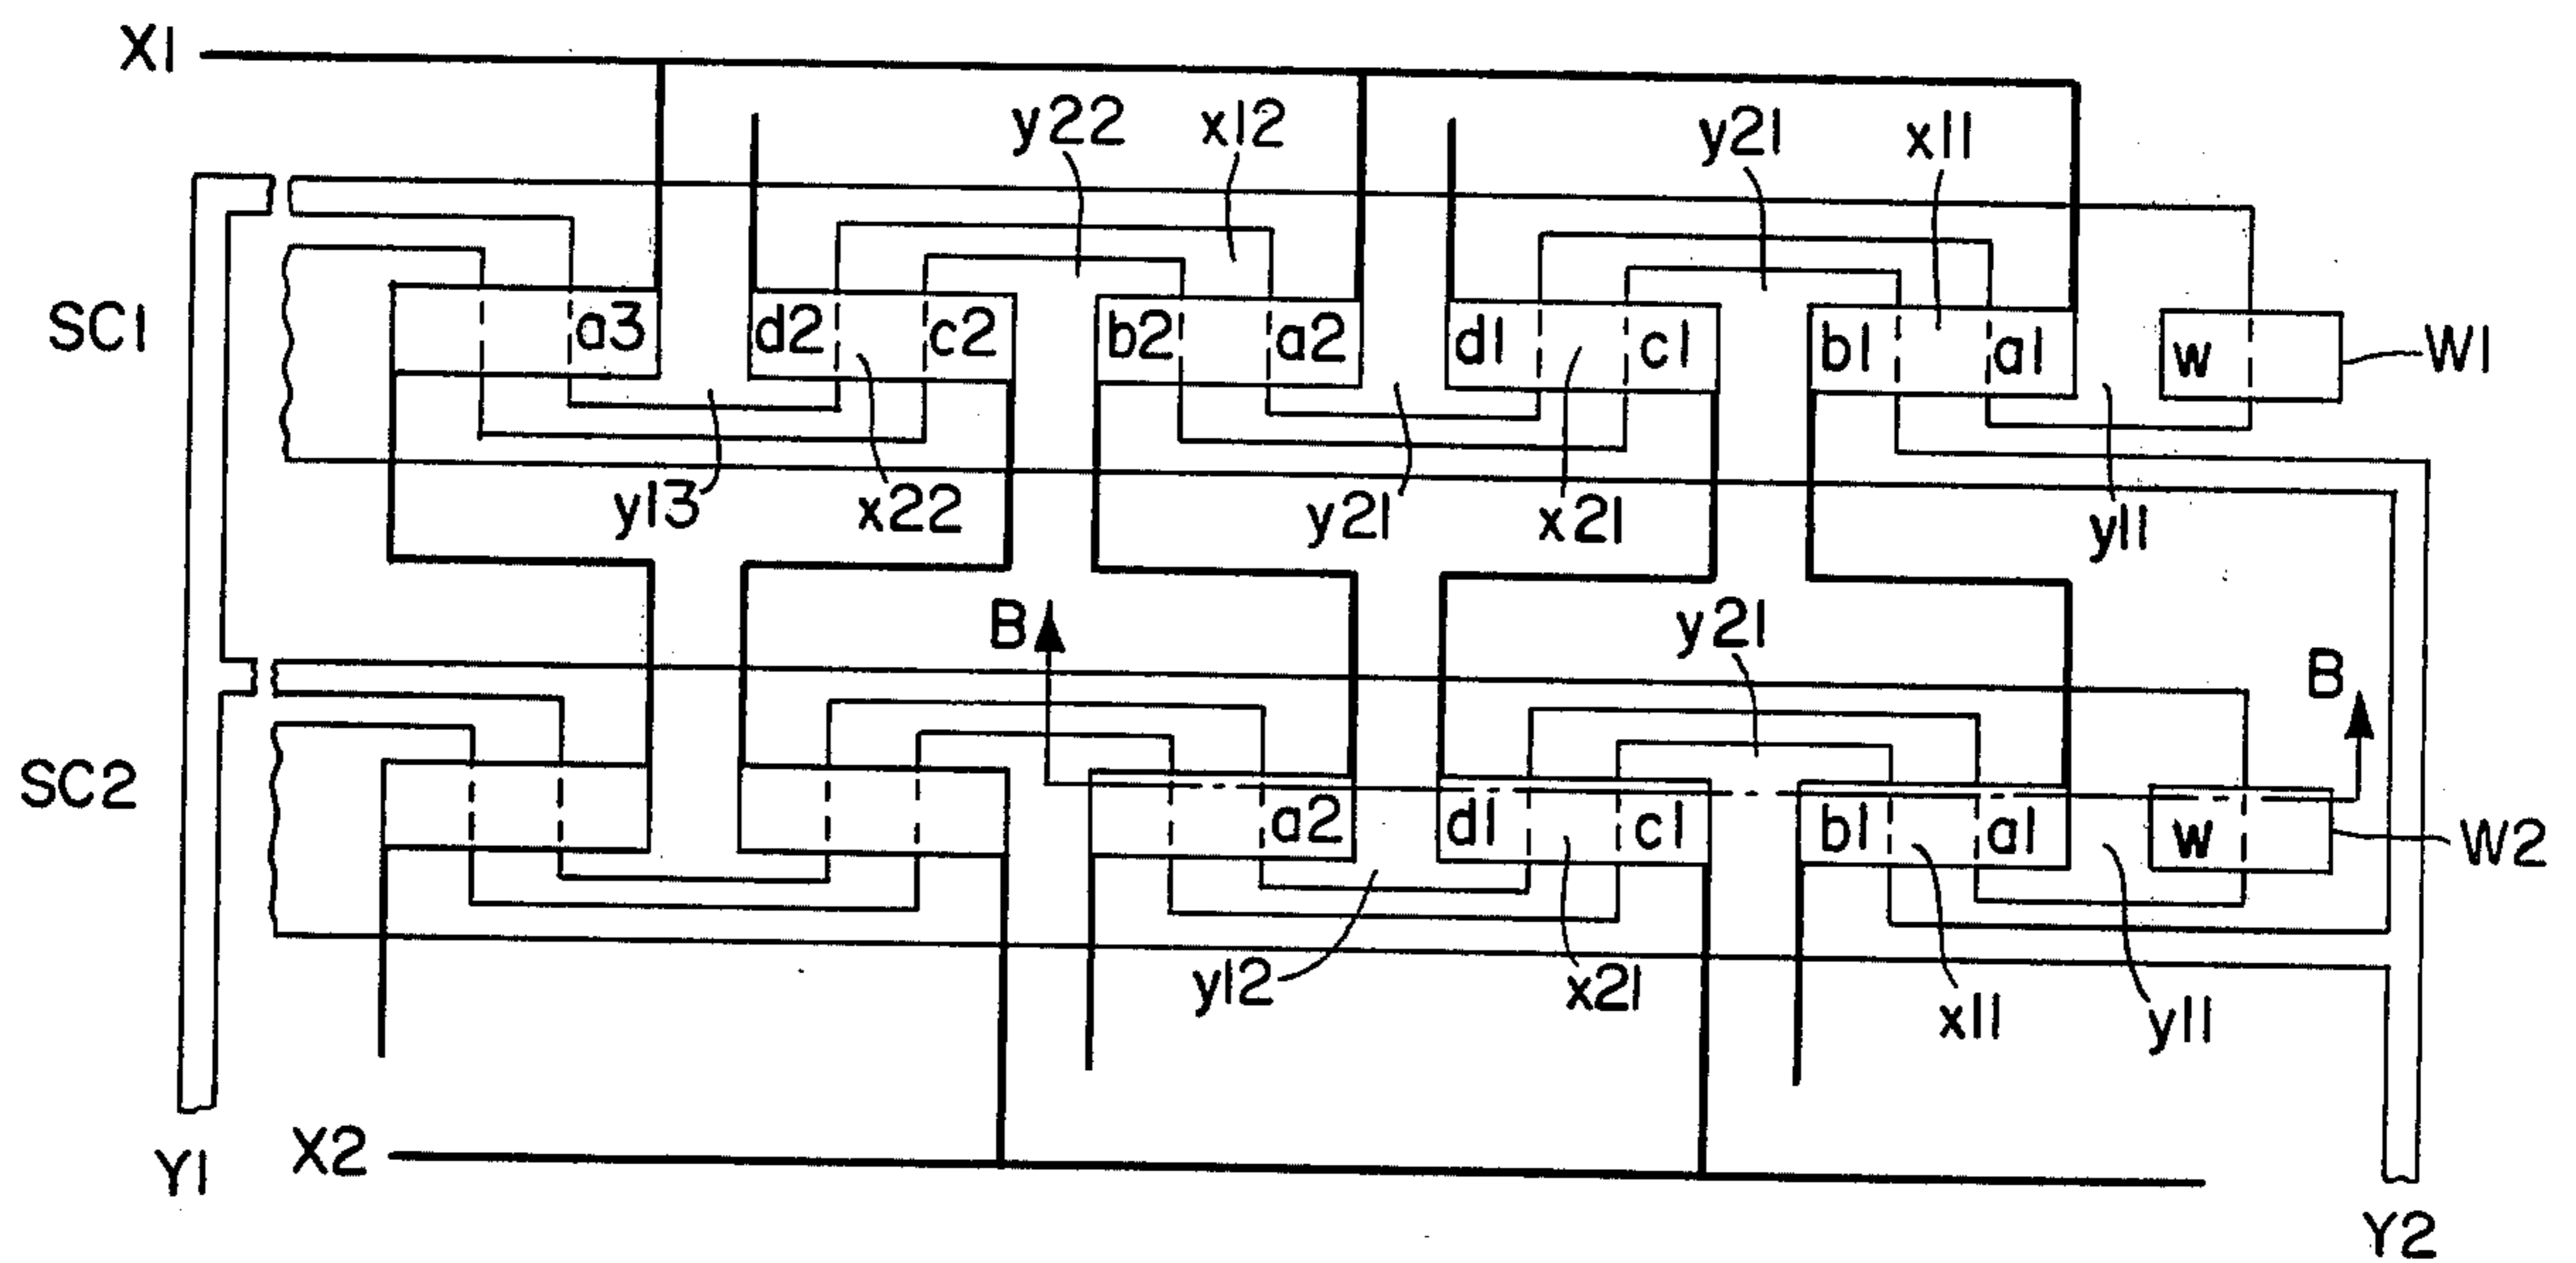 X1
y22 x12 y21 x11
SC1 a3 d2 c2 b2 a2 d1 c1 b1 a1 w W1
y13 x22 y21 x21 y11
B y21 B
SC2 a2 d1 c1 b1 a1 w W2
y12 x21 x11 y11
Y1 X2 Y2